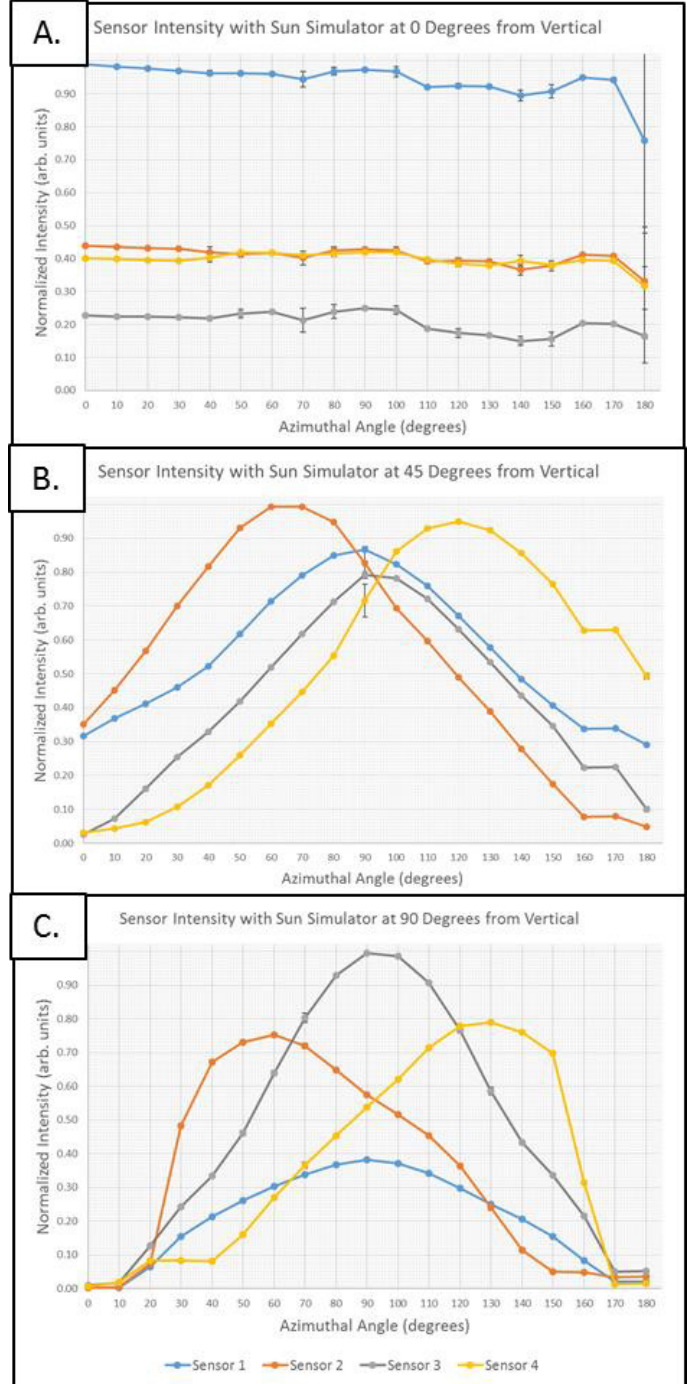 A.
Sensor Intensity with Sun Simulator at 0 Degrees from Vertical
Normalized Intensity (arb. units)
0.90
0.80
0.70
0.60
0.50
0.40
0.30
0.20
0.10
0.00
0 10 20 30 40 50 60 70 80 90 100 110 120 130 140 150 160 170 180
Azimuthal Angle (degrees)
B.
Sensor Intensity with Sun Simulator at 45 Degrees from Vertical
Normalized Intensity (arb. units)
0.90
0.80
0.70
0.60
0.50
0.40
0.30
0.20
0.10
0.00
0 10 20 30 40 50 60 70 80 90 100 110 120 130 140 150 160 170 180
Azimuthal Angle (degrees)
C.
Sensor Intensity with Sun Simulator at 90 Degrees from Vertical
Normalized Intensity (arb. units)
0.90
0.80
0.70
0.60
0.50
0.40
0.30
0.20
0.10
0.00
0 10 20 30 40 50 60 70 80 90 100 110 120 130 140 150 160 170 180
Azimuthal Angle (degrees)
Sensor 1 Sensor 2 Sensor 3 Sensor 4